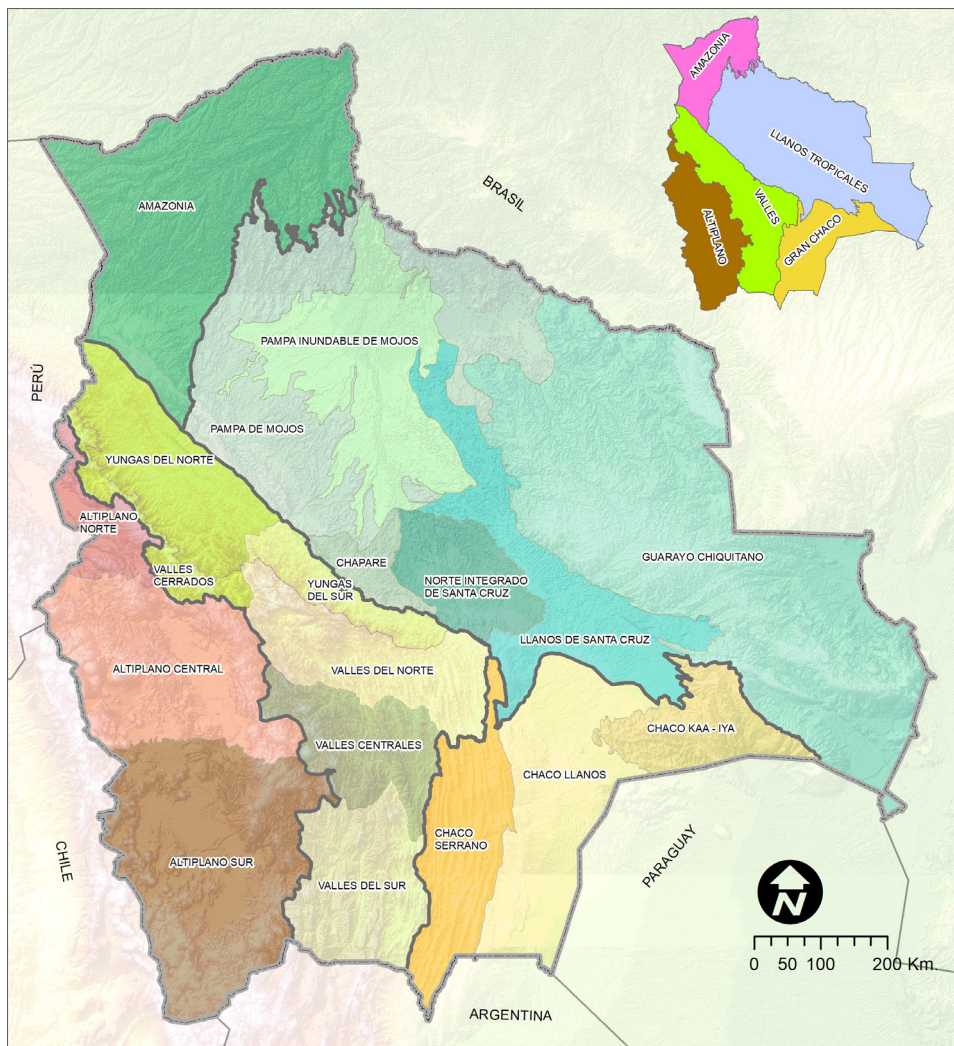 AMAZONIA
LLANOS TROPICALES
VALLES
ALTIPLANO
GRAN CHACO
BRASIL
AMAZONIA
PAMPA INUNDABLE DE MOJOS
PERÚ
PAMPA DE MOJOS
YUNGAS DEL NORTE
ALTIPLANO
NORTE
VALLES
CERRADOS
CHAPARE
YUNGAS
DEL SUR
NORTE INTEGRADO
DE SANTA CRUZ
GUARAYO CHIQUITANO
LLANOS DE SANTA CRUZ
ALTIPLANO CENTRAL
VALLES DEL NORTE
CHACO KAA - IYA
VALLES CENTRALES
CHACO LLANOS
CHACO
SERRANO
CHILE
ALTIPLANO SUR
VALLES DEL SUR
PARAGUAY
N
0 50 100 200 Km.
ARGENTINA